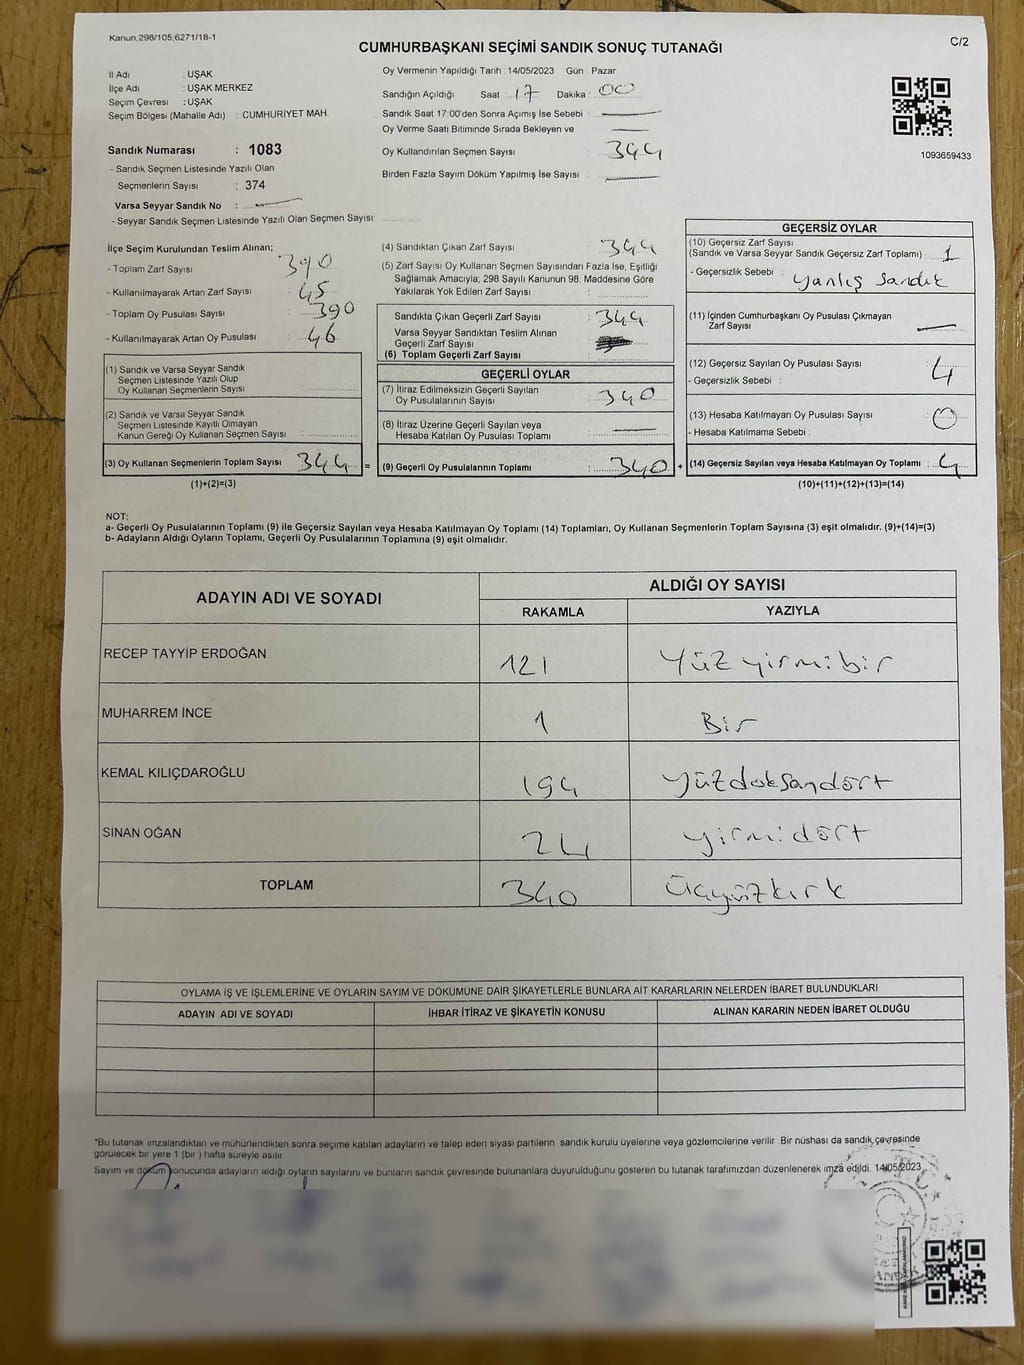 Kanun;298/105;6271/18-1
C/2
CUMHURBAŞKANI SEÇİMİ SANDIK SONUÇ TUTANAĞI
İl Adı : UŞAK
İlçe Adı : UŞAK MERKEZ
Seçim Çevresi : UŞAK
Seçim Bölgesi (Mahalle Adı) : CUMHURIYET MAH
Sandık Numarası : 1083
- Sandık Seçmen Listesinde Yazılı Olan
Seçmenlerin Sayısı : 374
Varsa Seyyar Sandık No :
- Seyyar Sandık Seçmen Listesinde Yazılı Olan Seçmen Sayısı:
Oy Vermenin Yapıldığı Tarih :14/05/2023 Gün : Pazar
Sandığın Açıldığı Saat : 17 Dakika : 00
Sandık Saat 17:00'den Sonra Açımış İse Sebebi :
Oy Verme Saati Bitiminde Sırada Bekleyen ve
Oy Kullandırılan Seçmen Sayısı : 344
Birden Fazla Sayım Döküm Yapılmış İse Sayısı :
1093659433
İlçe Seçim Kurulundan Teslim Alınan;
- Toplam Zarf Sayısı : 390
- Kullanılmayarak Artan Zarf Sayısı : 45
- Toplam Oy Pusulası Sayısı : 390
- Kullanılmayarak Artan Oy Pusulası : 46
(1) Sandık ve Varsa Seyyar Sandık
Seçmen Listesinde Yazılı Olup
Oy Kullanan Seçmenlerin Sayısı :
(2) Sandık ve Varsa Seyyar Sandık
Seçmen Listesinde Kayıtlı Olmayan
Kanun Gereği Oy Kullanan Seçmen Sayısı :
(3) Oy Kullanan Seçmenlerin Toplam Sayısı : 344 =
(1)+(2)=(3)
(4) Sandıktan Çıkan Zarf Sayısı : 344
(5) Zarf Sayısı Oy Kullanan Seçmen Sayısından Fazla İse, Eşitliği
Sağlamak Amacıyla, 298 Sayılı Kanunun 98. Maddesine Göre
Yakılarak Yok Edilen Zarf Sayısı :
Sandıkta Çıkan Geçerli Zarf Sayısı : 344
Varsa Seyyar Sandıktan Teslim Alınan
Geçerli Zarf Sayısı :
(6) Toplam Geçerli Zarf Sayısı :
GEÇERLİ OYLAR
(7) İtiraz Edilmeksizin Geçerli Sayılan
Oy Pusulalarının Sayısı : 340
(8) İtiraz Üzerine Geçerli Sayılan veya
Hesaba Katılan Oy Pusulası Toplamı :
(9) Geçerli Oy Pusulalarının Toplamı : 340 +
GEÇERSİZ OYLAR
(10) Geçersiz Zarf Sayısı
(Sandık ve Varsa Seyyar Sandık Geçersiz Zarf Toplamı) : 1
- Geçersizlik Sebebi : Yanlış Sandık
(11) İçinden Cumhurbaşkanı Oy Pusulası Çıkmayan
Zarf Sayısı :
(12) Geçersiz Sayılan Oy Pusulası Sayısı : 4
- Geçersizlik Sebebi :
(13) Hesaba Katılmayan Oy Pusulası Sayısı : 0
- Hesaba Katılmama Sebebi :
(14) Geçersiz Sayılan veya Hesaba Katılmayan Oy Toplamı : 4
(10)+(11)+(12)+(13)=(14)
NOT:
a- Geçerli Oy Pusulalarının Toplamı (9) ile Geçersiz Sayılan veya Hesaba Katılmayan Oy Toplamı (14) Toplamları, Oy Kullanan Seçmenlerin Toplam Sayısına (3) eşit olmalıdır. (9)+(14)=(3)
b- Adayların Aldığı Oyların Toplamı, Geçerli Oy Pusulalarının Toplamına (9) eşit olmalıdır.
ADAYIN ADI VE SOYADI
ALDIĞI OY SAYISI
RAKAMLA YAZIYLA
RECEP TAYYİP ERDOĞAN 121 Yüzyirmibir
MUHARREM İNCE 1 Bir
KEMAL KILIÇDAROĞLU 194 yüzdoksandört
SİNAN OĞAN 24 yirmidört
TOPLAM 340 üçyüzkırk
OYLAMA İŞ VE İŞLEMLERİNE VE OYLARIN SAYIM VE DÖKÜMÜNE DAİR ŞİKAYETLERLE BUNLARA AİT KARARLARIN NELERDEN İBARET BULUNDUKLARI
ADAYIN ADI VE SOYADI İHBAR İTİRAZ VE ŞİKAYETİN KONUSU ALINAN KARARIN NEDEN İBARET OLDUĞU
*Bu tutanak imzalandıktan ve mühürlendikten sonra seçime katılan adayların ve talep eden siyasi partilerin sandık kurulu üyelerine veya gözlemcilerine verilir. Bir nüshası da sandık çevresinde
görülecek bir yere 1 (bir ) hafta süreyle asılır.
Sayım ve döküm sonucunda adayların aldığı oyların sayılarını ve bunların sandık çevresinde bulunanlara duyurulduğunu gösteren bu tutanak tarafımızdan düzenlenerek imza edildi. 14/05/2023